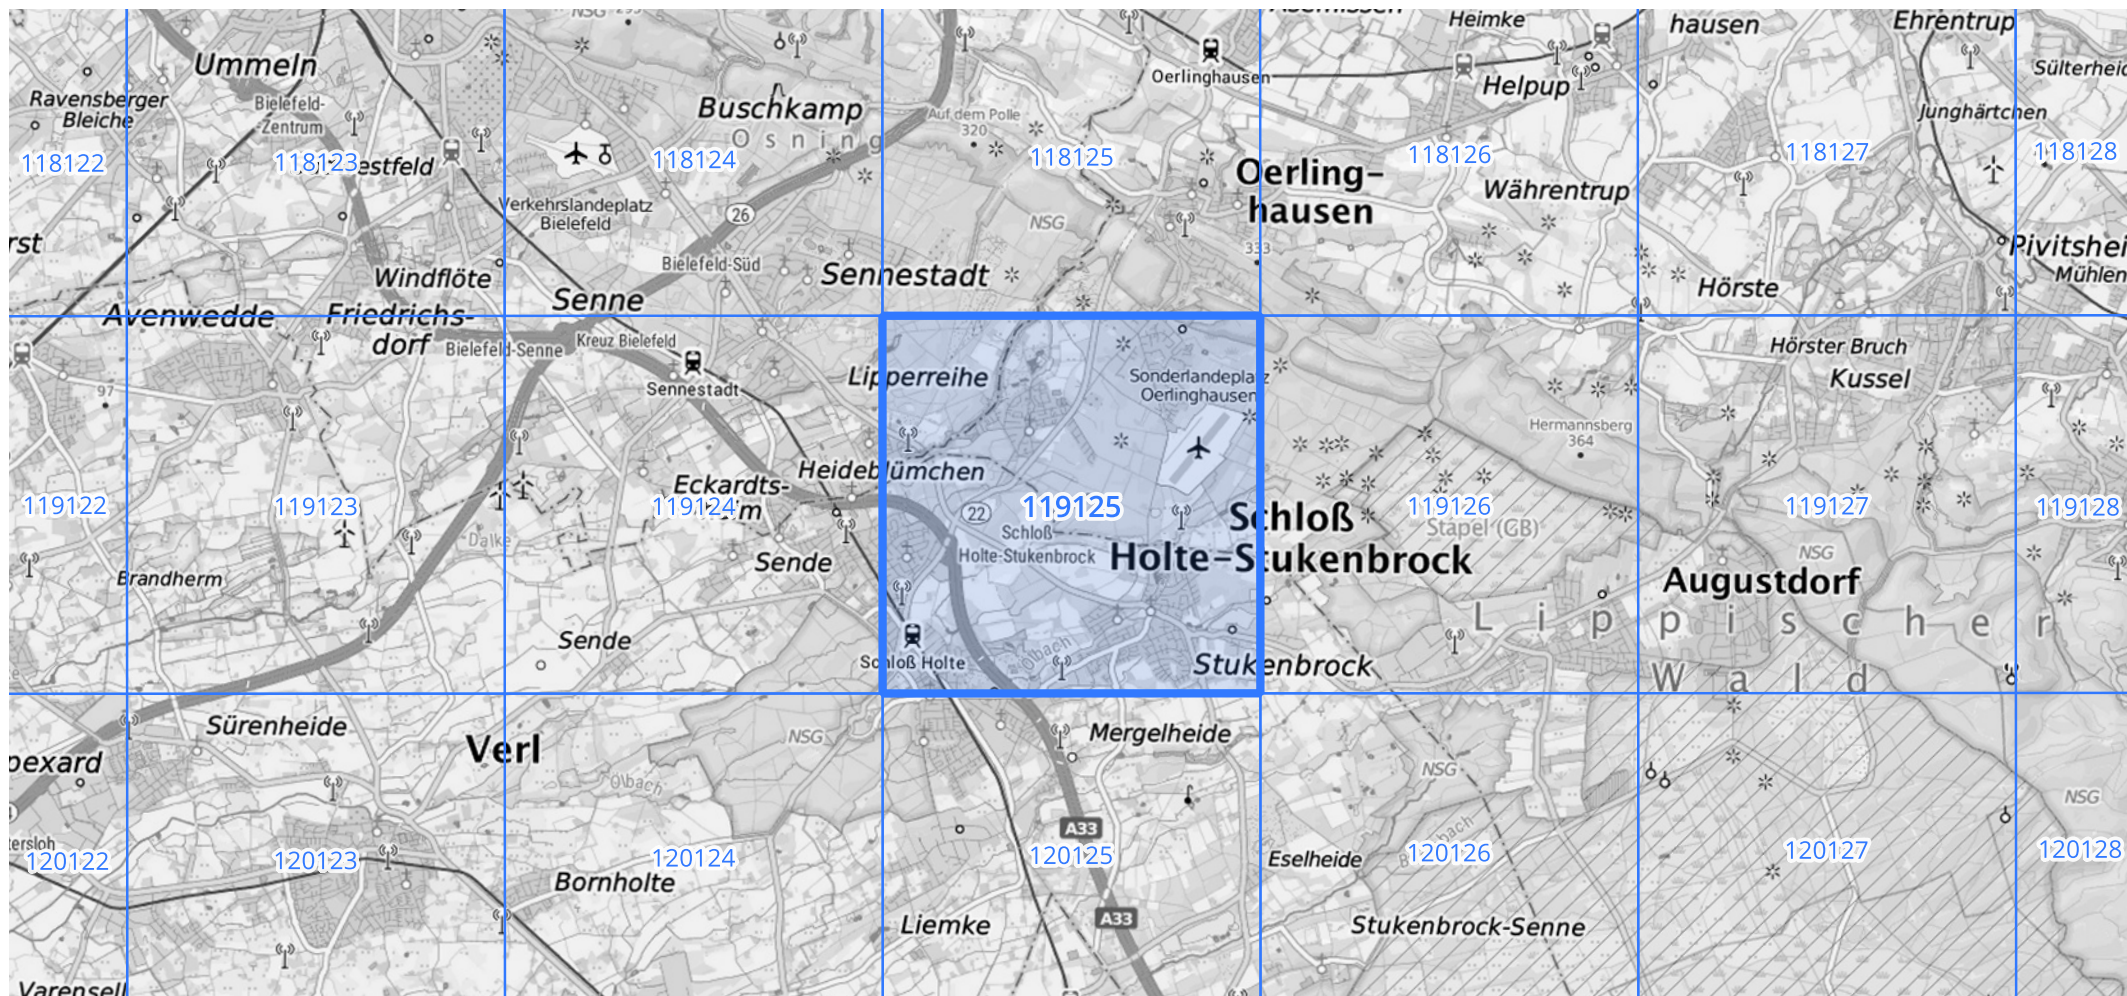 Heimke
hausen
Ehrentrup
Ummeln
Oerlinghausen
Sülterheid
Helpup
Ravensberger
Bleiche
Bielefeld-
-Zentrum
Buschkamp
Osning
Auf dem Polle
320
Junghärtchen
118122
118123
estfeld
118124
118125
118126
118127
118128
Oerling-
hausen
Währentrup
Verkehrslandeplatz
Bielefeld
26
NSG
rst
Bielefeld-Süd
333
Pivitshei
Windflöte
Sennestadt
Hörste
Mühlen
Senne
Avenwedde
Friedrichs-
dorf
Bielefeld-Senne
Kreuz Bielefeld
Hörster Bruch
Kussel
Sennestadt
Lipperreihe
Sonderlandeplatz
Oerlinghausen
97
Hermannsberg
364
Heideblümchen
Eckardts-
119122
119123
119124
119125
119126
119127
119128
22
Schloß
Holte-Stukenbrock
Schloß
Holte-Stukenbrock
Stapel (GB)
Dalke
NSG
Brandherm
Sende
Augustdorf
Lippischer
Wald
Sende
Ölbach
Schloß Holte
Stukenbrock
Sürenheide
Verl
NSG
Mergelheide
pexard
Ölbach
NSG
NSG
A33
tersloh
120122
120123
120124
120125
120126
120127
120128
Eselheide
Bornholte
A33
Liemke
Stukenbrock-Senne
Varensell